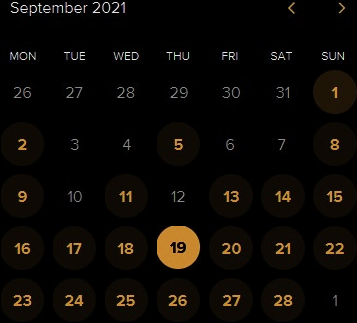 September 2021
MON TUE WED THU FRI SAT SUN
26 27 28 29 30 31 1
2 3 4 5 6 7 8
9 10 11 12 13 14 15
16 17 18 19 20 21 22
23 24 25 26 27 28 1